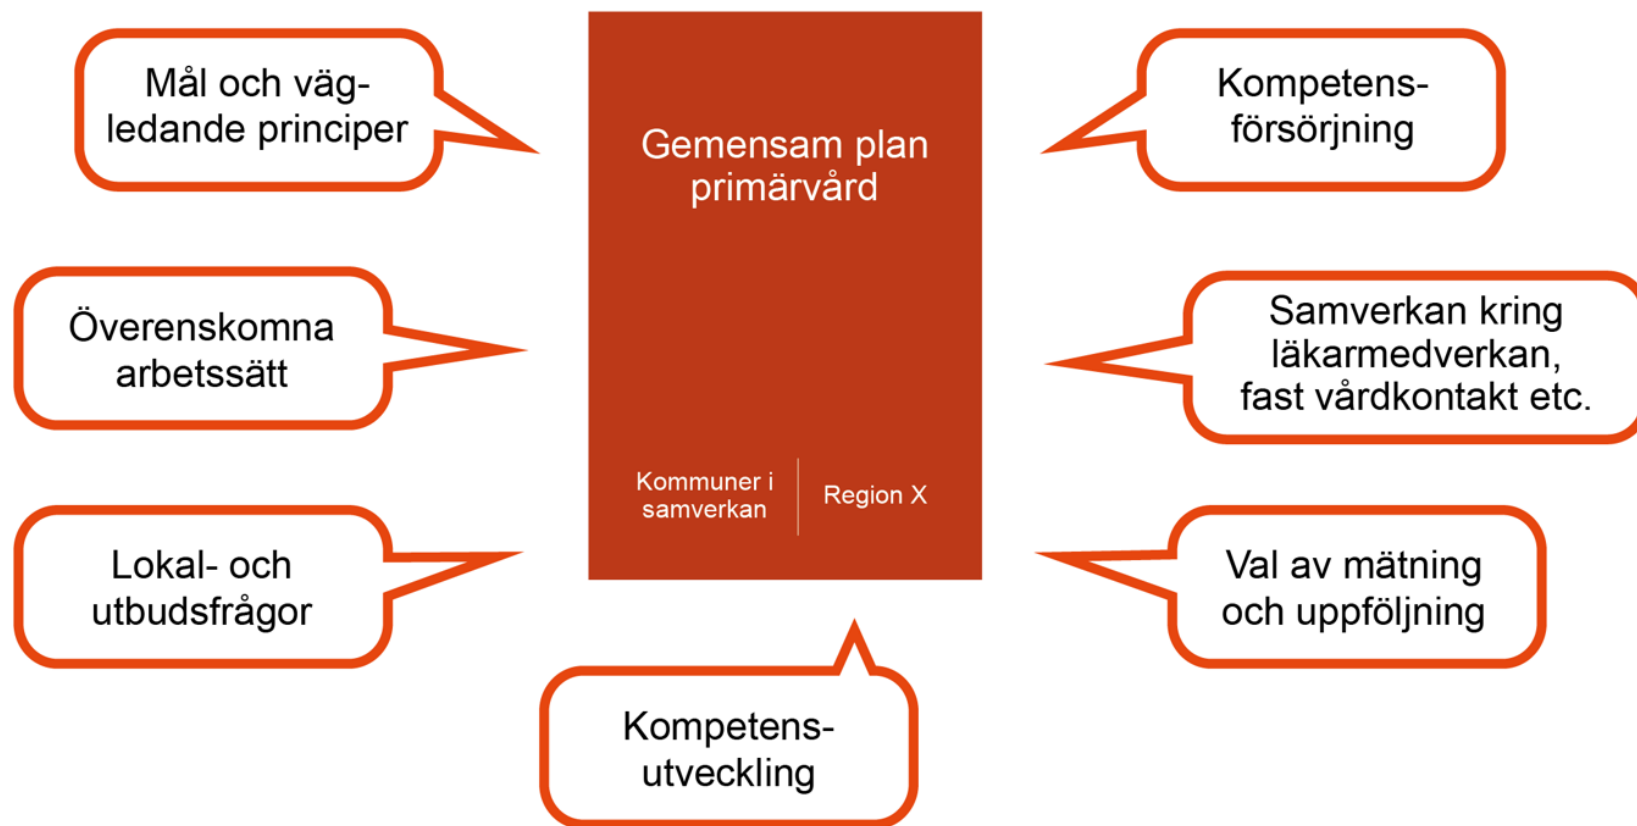 Mål och väg-
ledande principer
Överenskomna
arbetssätt
Lokal- och
utbudsfrågor
Gemensam plan
primärvård
Kommuner i
samverkan
Region X
Kompetens-
utveckling
Kompetens-
försörjning
Samverkan kring
läkarmedverkan,
fast vårdkontakt etc.
Val av mätning
och uppföljning